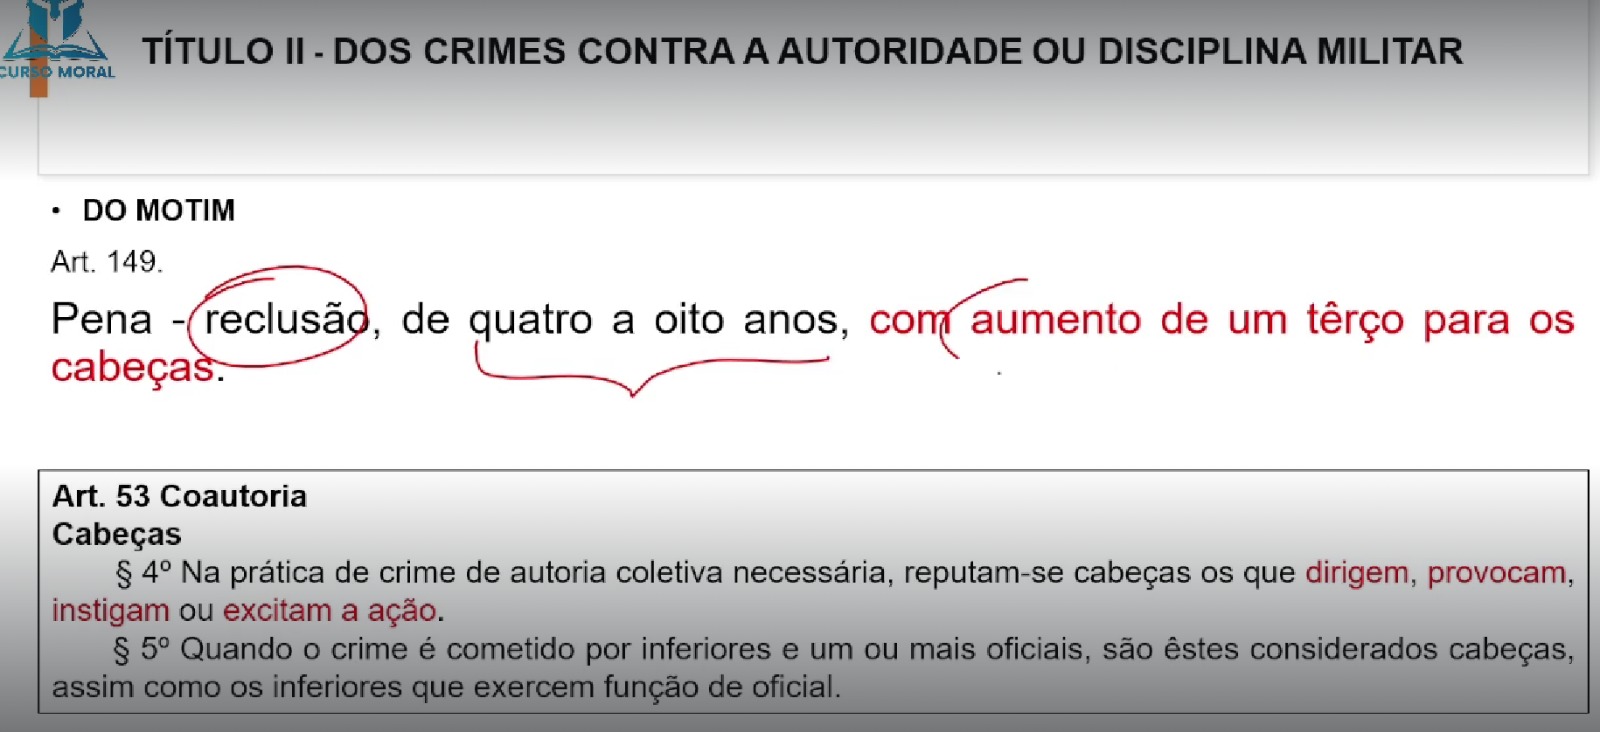 CURSO MORAL
TÍTULO II - DOS CRIMES CONTRA A AUTORIDADE OU DISCIPLINA MILITAR
• DO MOTIM
Art. 149.
Pena - reclusão, de quatro a oito anos, com aumento de um têrço para os
cabeças.
Art. 53 Coautoria
Cabeças
§ 4º Na prática de crime de autoria coletiva necessária, reputam-se cabeças os que dirigem, provocam,
instigam ou excitam a ação.
§ 5º Quando o crime é cometido por inferiores e um ou mais oficiais, são êstes considerados cabeças,
assim como os inferiores que exercem função de oficial.